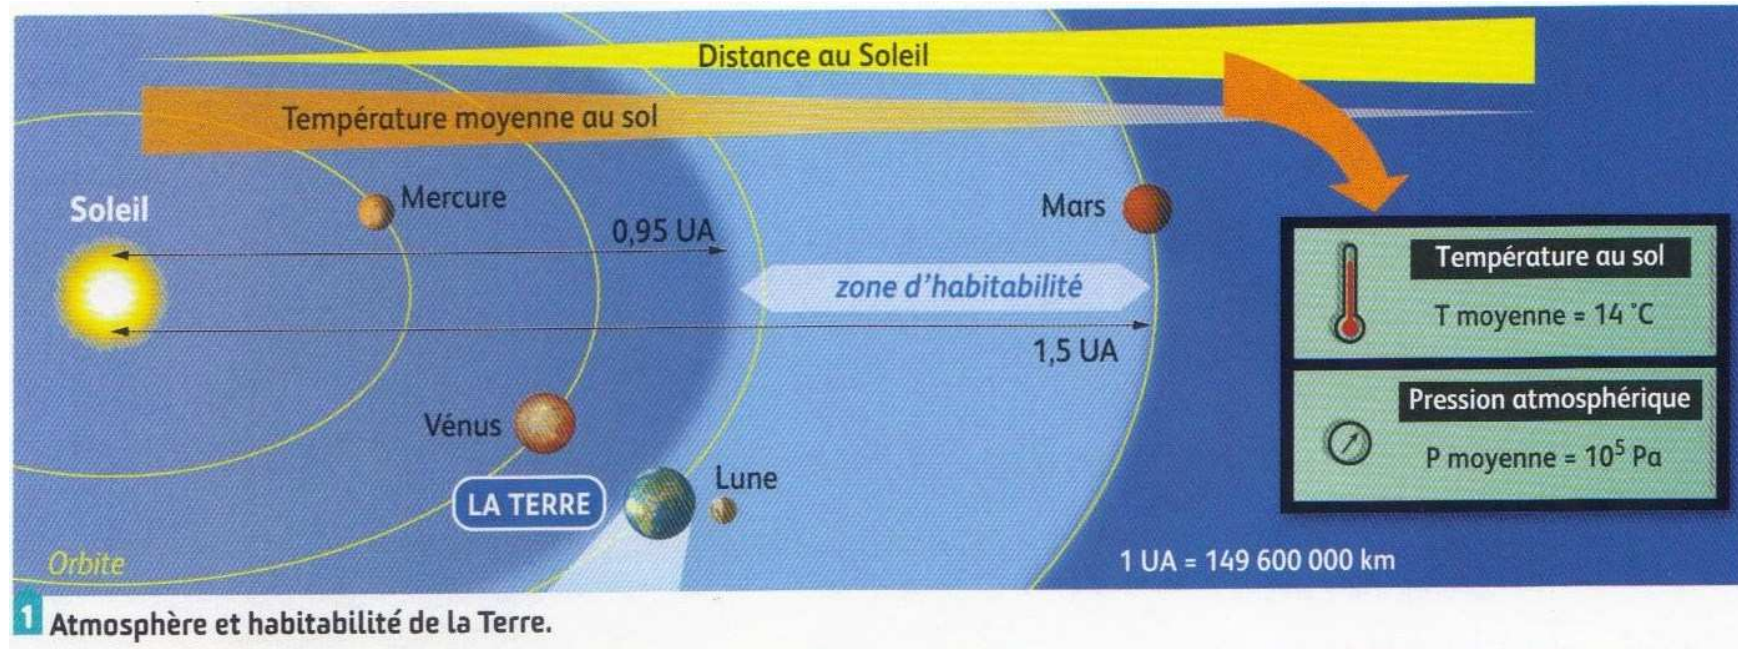 Distance au Soleil
Température moyenne au sol
Soleil
Mercure
Mars
0,95 UA
Température au sol
zone d'habitabilité
T moyenne = 14 °C
1,5 UA
Pression atmosphérique
Vénus
P moyenne = 10⁵ Pa
Lune
LA TERRE
Orbite
1 UA = 149 600 000 km
1 Atmosphère et habitabilité de la Terre.